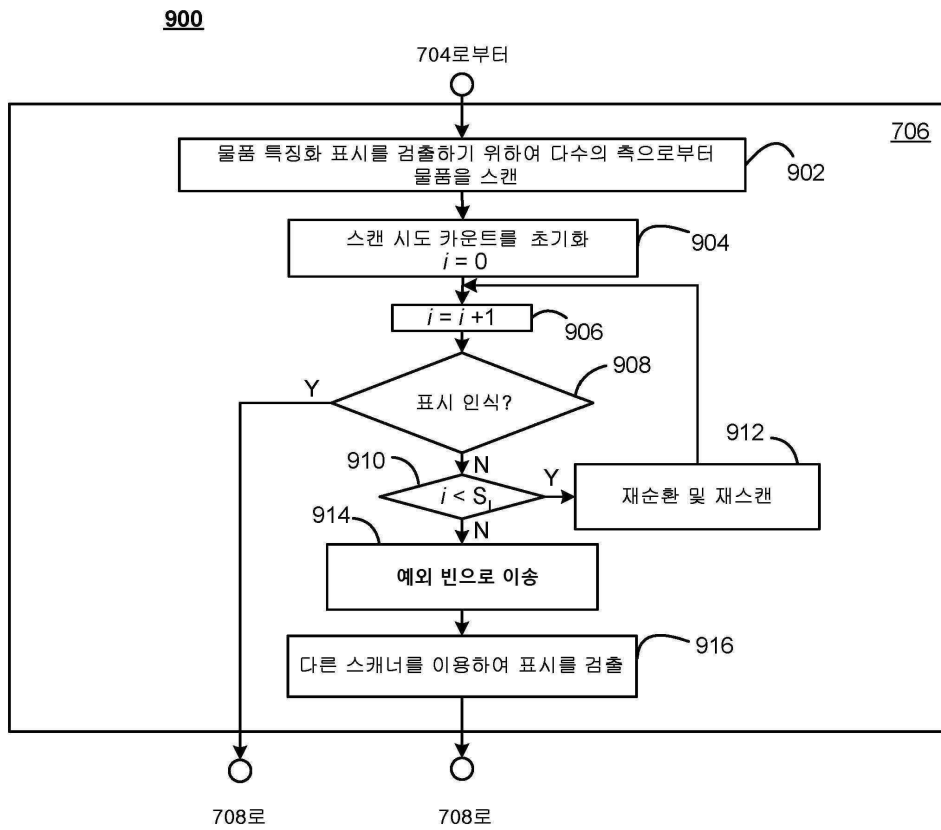 900
704로부터
706
물품 특징화 표시를 검출하기 위하여 다수의 측으로부터
물품을 스캔
902
스캔 시도 카운트를 초기화
i = 0
904
i = i +1
906
908
Y
표시 인식?
912
910
N
Y
i < S_I
재순환 및 재스캔
914
N
예외 빈으로 이송
916
다른 스캐너를 이용하여 표시를 검출
708로
708로